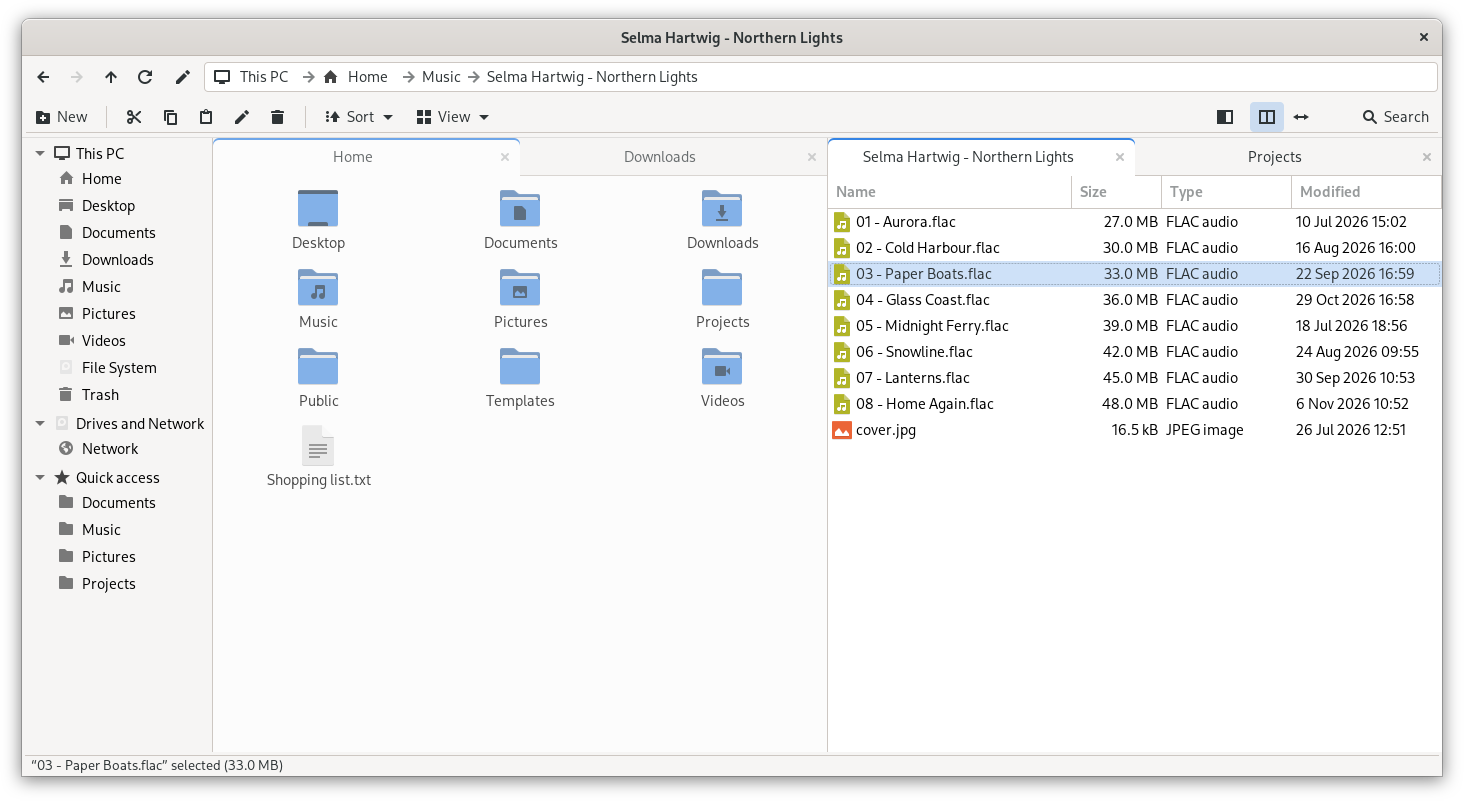 Selma Hartwig - Northern Lights
This PC Home Music Selma Hartwig - Northern Lights
New Sort View Search
This PC
Home
Desktop
Documents
Downloads
Music
Pictures
Videos
File System
Trash
Drives and Network
Network
Quick access
Documents
Music
Pictures
Projects
Home Downloads
Desktop Documents Downloads
Music Pictures Projects
Public Templates Videos
Shopping list.txt
Selma Hartwig - Northern Lights Projects
Name Size Type Modified
01 - Aurora.flac 27.0 MB FLAC audio 10 Jul 2026 15:02
02 - Cold Harbour.flac 30.0 MB FLAC audio 16 Aug 2026 16:00
03 - Paper Boats.flac 33.0 MB FLAC audio 22 Sep 2026 16:59
04 - Glass Coast.flac 36.0 MB FLAC audio 29 Oct 2026 16:58
05 - Midnight Ferry.flac 39.0 MB FLAC audio 18 Jul 2026 18:56
06 - Snowline.flac 42.0 MB FLAC audio 24 Aug 2026 09:55
07 - Lanterns.flac 45.0 MB FLAC audio 30 Sep 2026 10:53
08 - Home Again.flac 48.0 MB FLAC audio 6 Nov 2026 10:52
cover.jpg 16.5 kB JPEG image 26 Jul 2026 12:51
“03 - Paper Boats.flac” selected (33.0 MB)